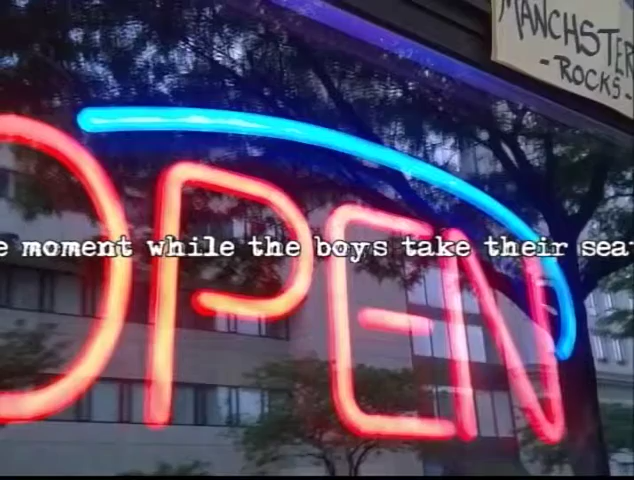 MANCHSTER
-ROCKS-
moment while the boys take their
OPEN